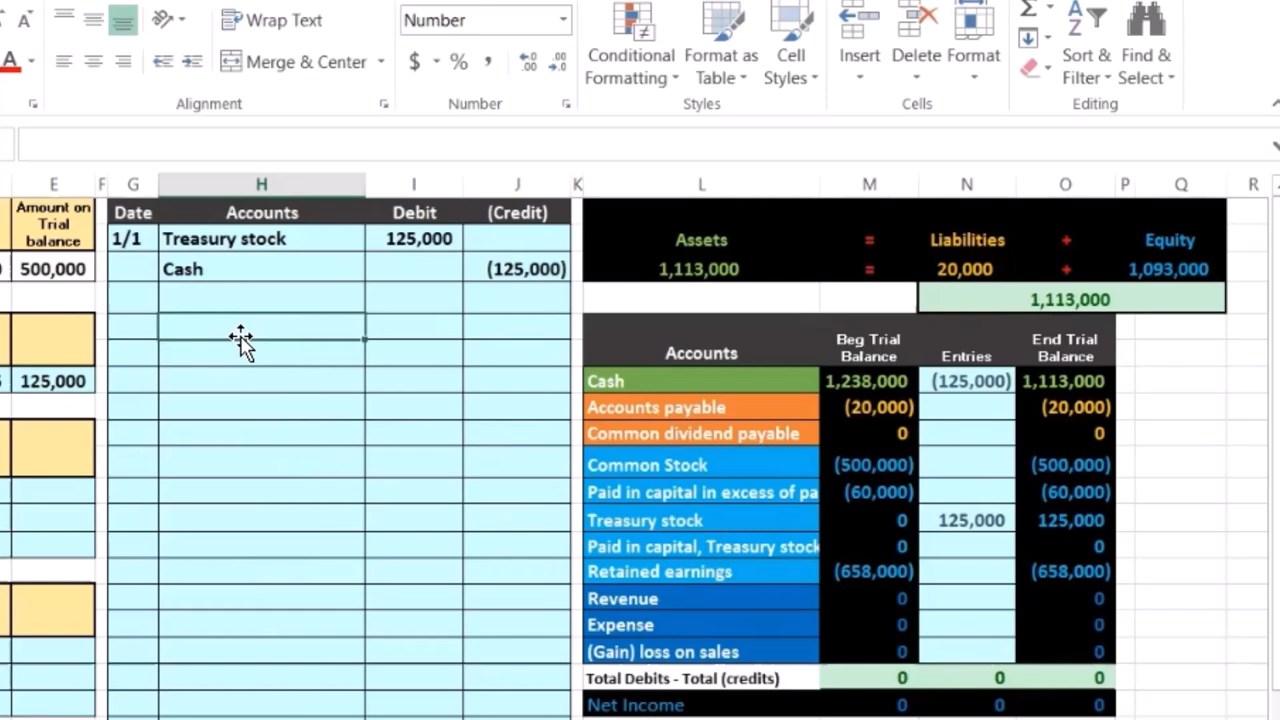 Wrap Text
Number
Merge & Center
$ % ,
Conditional Formatting
Format as Table
Cell Styles
Insert
Delete
Format
Sort & Filter
Find & Select
Alignment
Number
Styles
Cells
Editing
E F G H I J K L M N O P Q R
Amount on Trial balance
Date Accounts Debit (Credit)
1/1 Treasury stock 125,000
Assets = Liabilities + Equity
500,000
Cash (125,000)
1,113,000 = 20,000 + 1,093,000
1,113,000
Accounts Beg Trial Balance Entries End Trial Balance
125,000
Cash 1,238,000 (125,000) 1,113,000
Accounts payable (20,000) (20,000)
Common dividend payable 0 0
Common Stock (500,000) (500,000)
Paid in capital in excess of pa (60,000) (60,000)
Treasury stock 0 125,000 125,000
Paid in capital, Treasury stock 0 0
Retained earnings (658,000) (658,000)
Revenue 0 0
Expense 0 0
(Gain) loss on sales 0 0
Total Debits - Total (credits) 0 0 0
Net Income 0 0 0